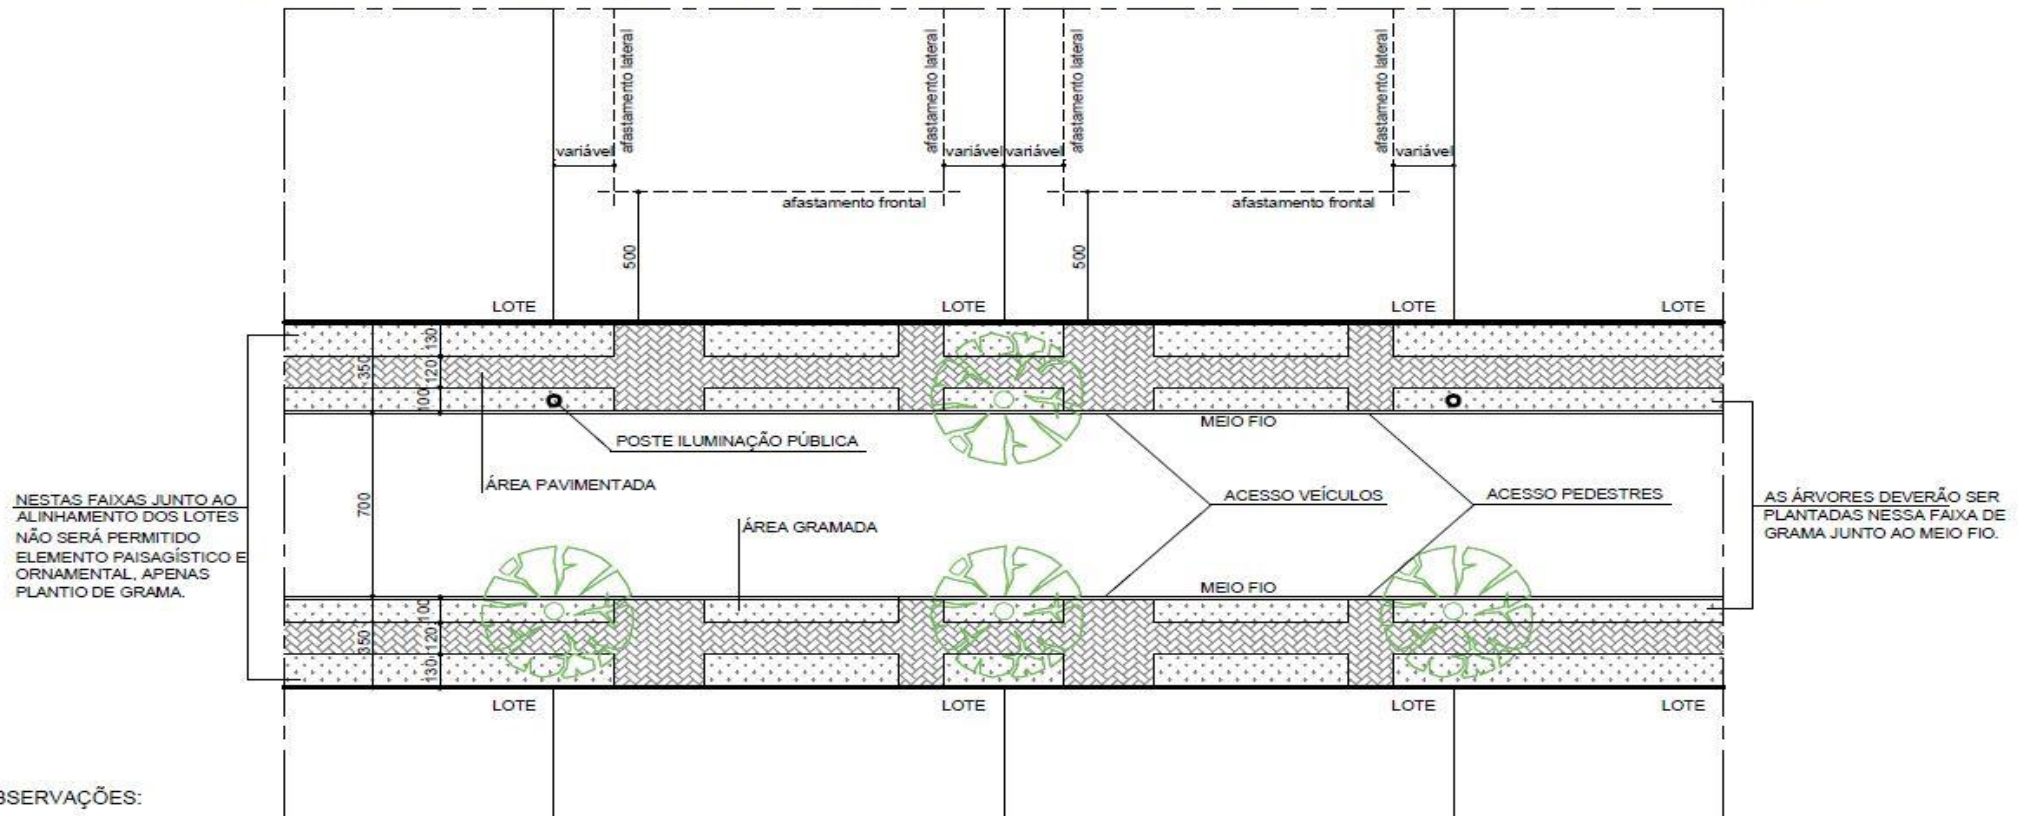 afastamento lateral
afastamento lateral
afastamento lateral
afastamento lateral
variável
variável
variável
variável
afastamento frontal
afastamento frontal
500
500
LOTE
LOTE
LOTE
LOTE
130
350
120
100
MEIO FIO
POSTE ILUMINAÇÃO PÚBLICA
ÁREA PAVIMENTADA
ACESSO VEÍCULOS
ACESSO PEDESTRES
NESTAS FAIXAS JUNTO AO
ALINHAMENTO DOS LOTES
NÃO SERÁ PERMITIDO
ELEMENTO PAISAGÍSTICO E
ORNAMENTAL, APENAS
PLANTIO DE GRAMA.
700
ÁREA GRAMADA
AS ÁRVORES DEVERÃO SER
PLANTADAS NESSA FAIXA DE
GRAMA JUNTO AO MEIO FIO.
MEIO FIO
100
350
120
130
LOTE
LOTE
LOTE
LOTE
BSERVAÇÕES: